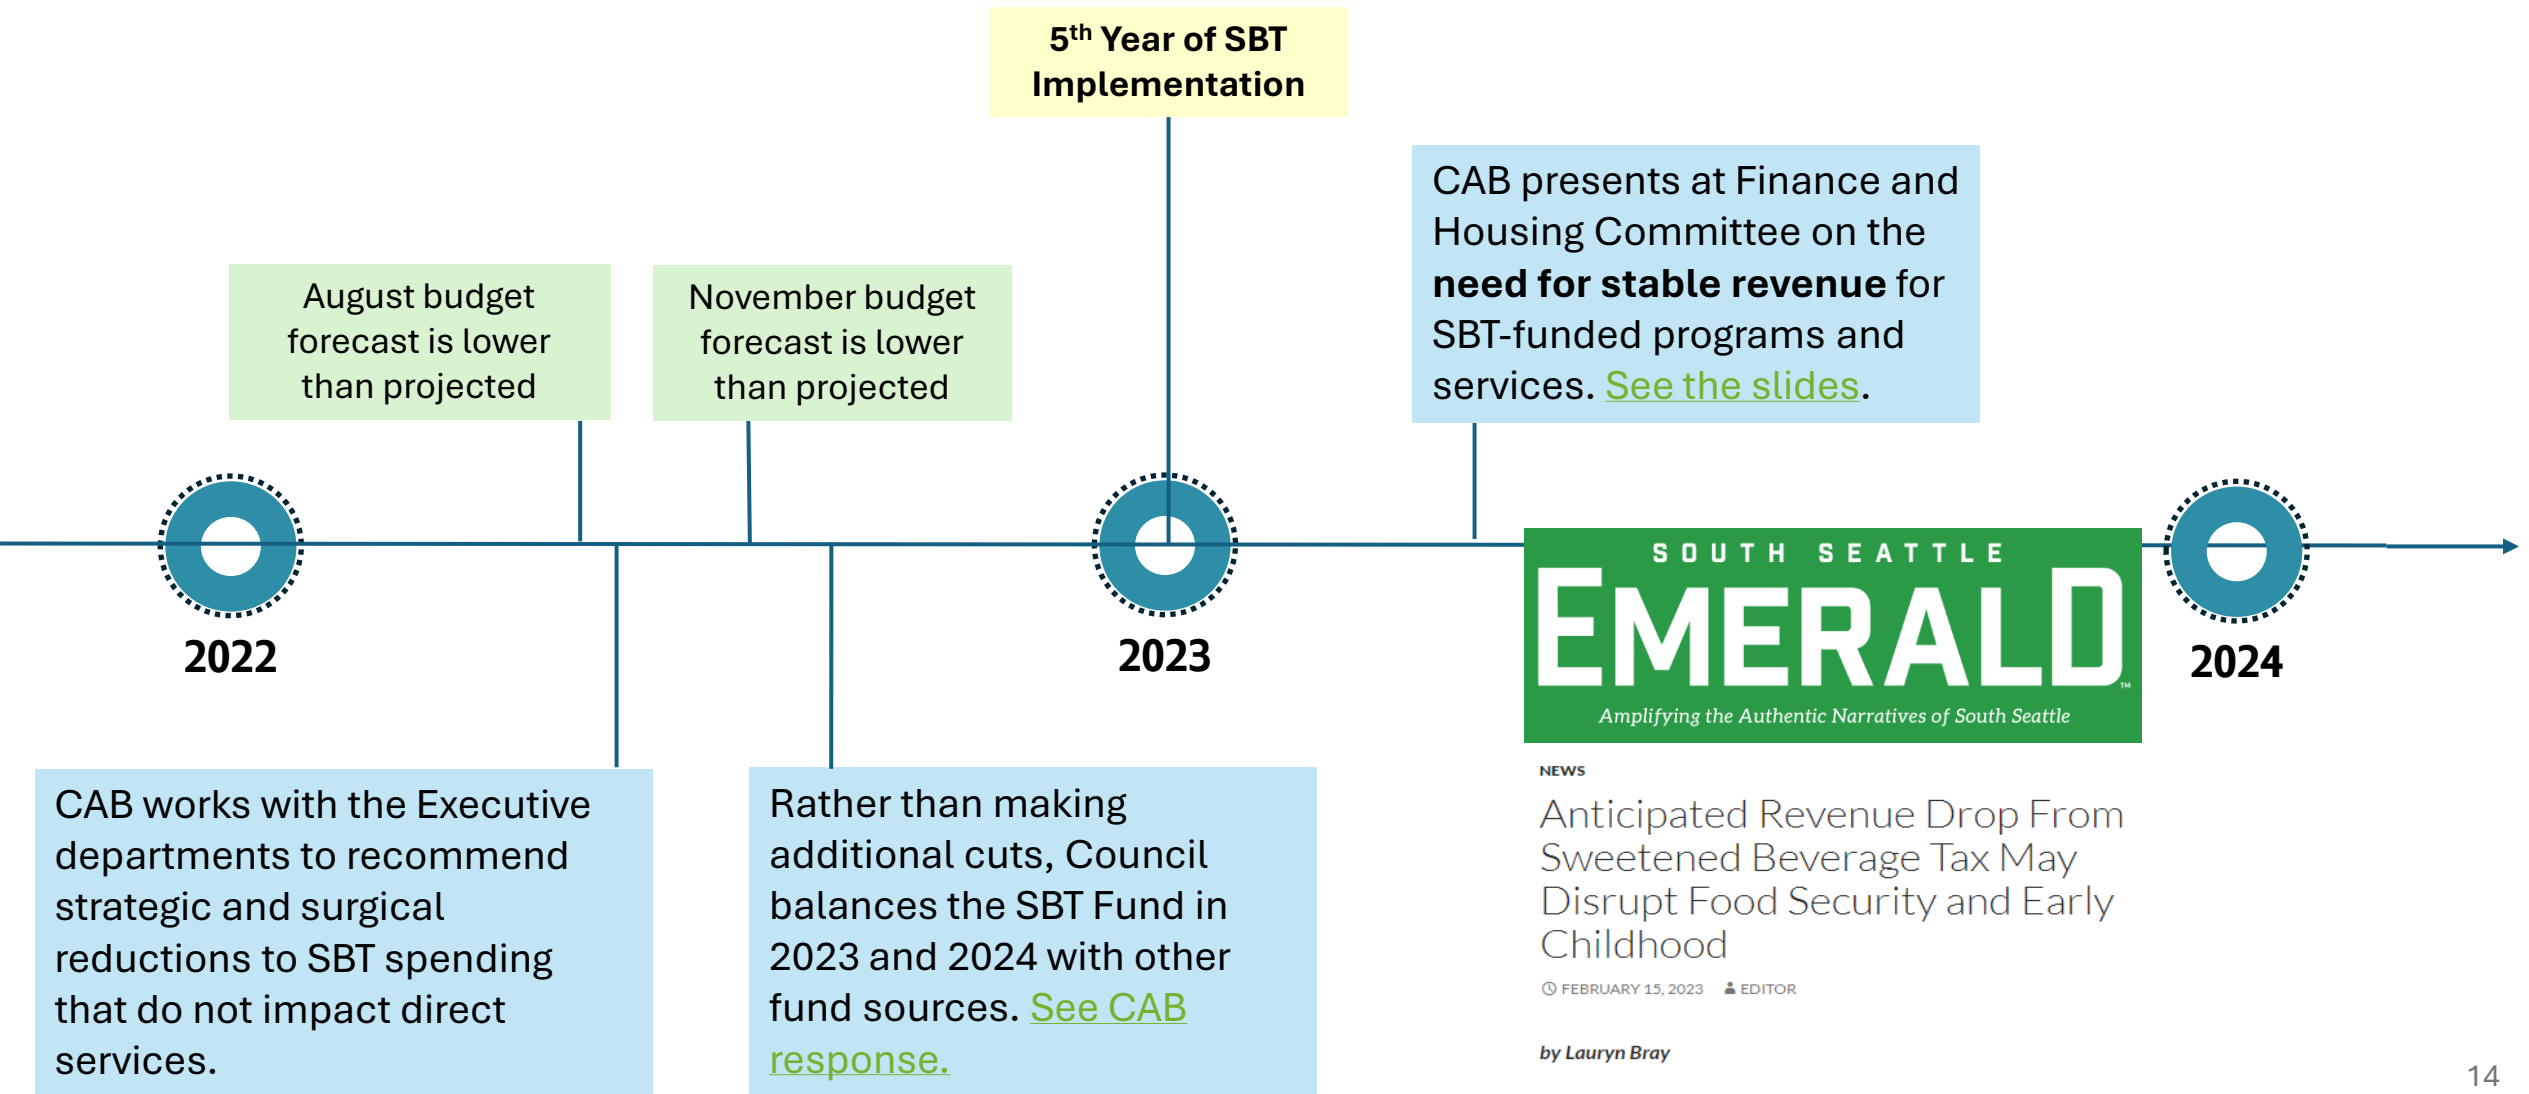 5th Year of SBT
Implementation
CAB presents at Finance and
Housing Committee on the
need for stable revenue for
SBT-funded programs and
services. See the slides.
August budget
forecast is lower
than projected
November budget
forecast is lower
than projected
2022
2023
2024
SOUTH SEATTLE
EMERALD™
Amplifying the Authentic Narratives of South Seattle
CAB works with the Executive
departments to recommend
strategic and surgical
reductions to SBT spending
that do not impact direct
services.
Rather than making
additional cuts, Council
balances the SBT Fund in
2023 and 2024 with other
fund sources. See CAB
response.
NEWS
Anticipated Revenue Drop From
Sweetened Beverage Tax May
Disrupt Food Security and Early
Childhood
FEBRUARY 15, 2023 EDITOR
by Lauryn Bray
14